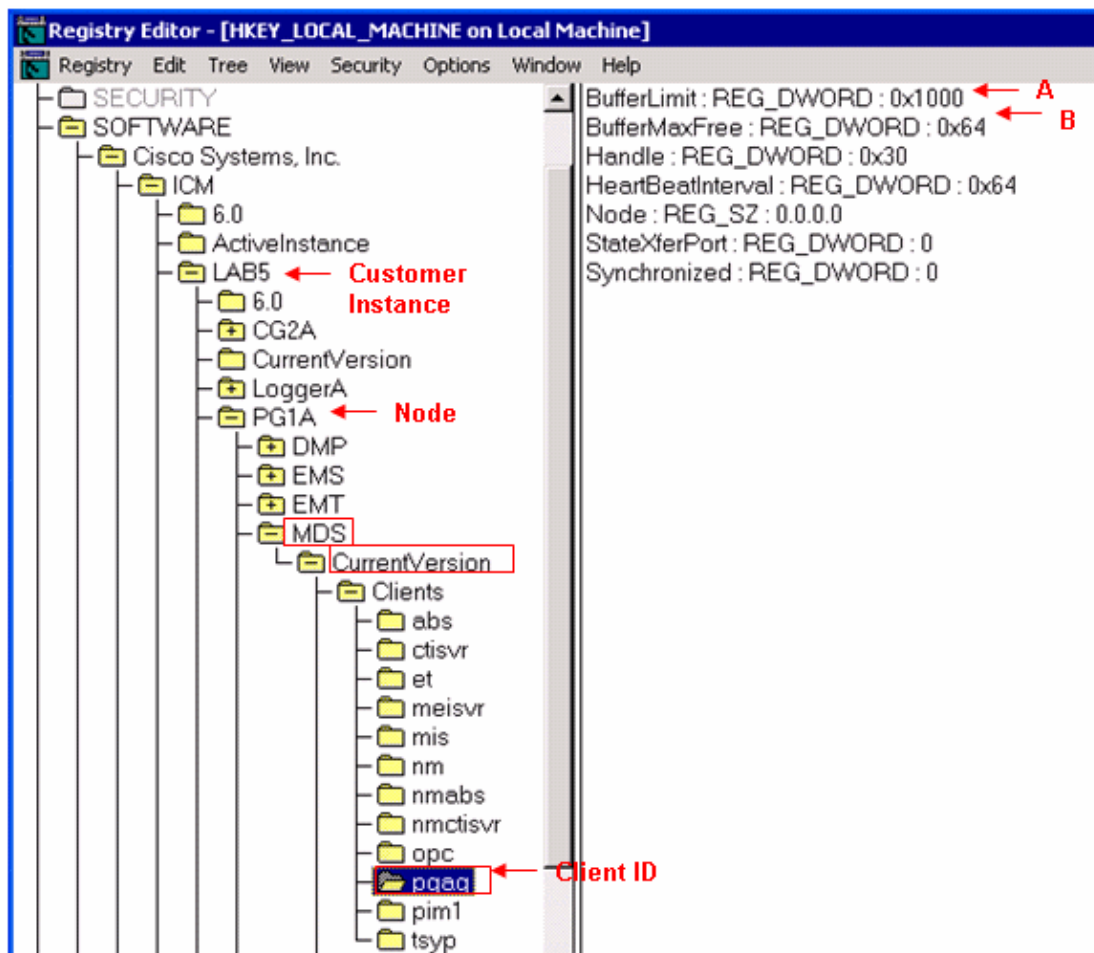 Registry Editor - [HKEY_LOCAL_MACHINE on Local Machine]
Registry Edit Tree View Security Options Window Help
SECURITY
SOFTWARE
Cisco Systems, Inc.
ICM
6.0
ActiveInstance
LAB5
Customer
Instance
6.0
CG2A
CurrentVersion
LoggerA
PG1A
Node
DMP
EMS
EMT
MDS
CurrentVersion
Clients
abs
ctisvr
et
meisvr
mis
nm
nmabs
nmctisvr
opc
pgag
Client ID
pim1
tsyp
BufferLimit : REG_DWORD : 0x1000
A
BufferMaxFree : REG_DWORD : 0x64
B
Handle : REG_DWORD : 0x30
HeartBeatInterval : REG_DWORD : 0x64
Node : REG_SZ : 0.0.0.0
StateXferPort : REG_DWORD : 0
Synchronized : REG_DWORD : 0